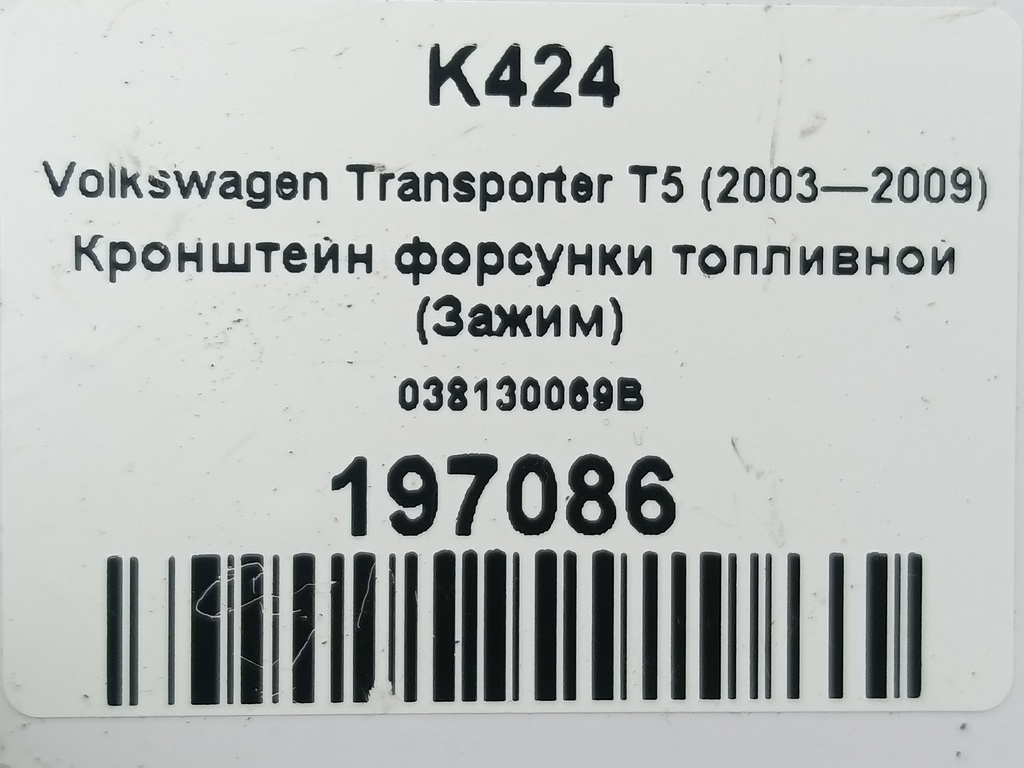 K424
Volkswagen Transporter T5 (2003—2009)
Кронштейн форсунки топливной
(Зажим)
038130069B
197086